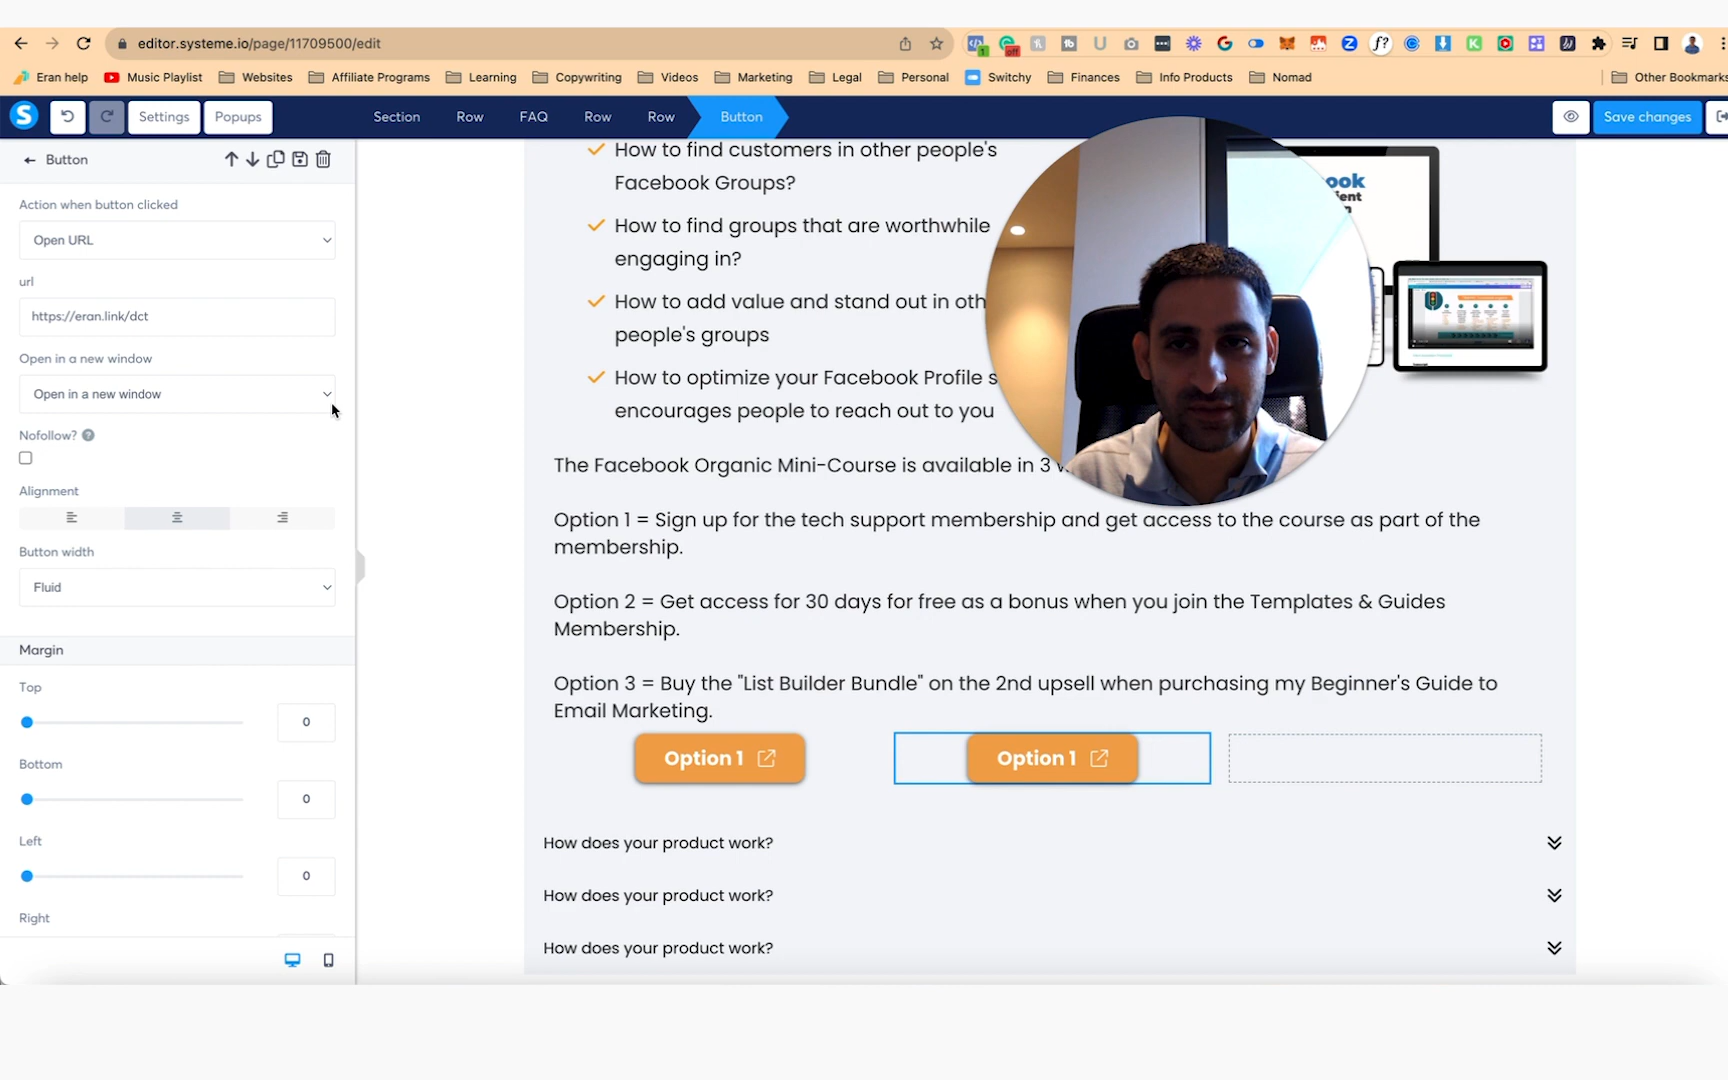 editor.systeme.io/page/11709500/edit
Eran help
Music Playlist
Websites
Affiliate Programs
Learning
Copywriting
Videos
Marketing
Legal
Personal
Switchy
Finances
Info Products
Nomad
Other Bookmarks
Settings
Popups
Section
Row
FAQ
Row
Row
Button
Save changes
Button
Action when button clicked
Open URL
url
https://eran.link/dct
Open in a new window
Open in a new window
Nofollow?
Alignment
Button width
Fluid
Margin
Top
0
Bottom
0
Left
0
Right
How to find customers in other people's
Facebook Groups?
How to find groups that are worthwhile
engaging in?
How to add value and stand out in oth
people's groups
How to optimize your Facebook Profile s
encourages people to reach out to you
ook
ient
The Facebook Organic Mini-Course is available in 3
Option 1 = Sign up for the tech support membership and get access to the course as part of the
membership.
Option 2 = Get access for 30 days for free as a bonus when you join the Templates & Guides
Membership.
Option 3 = Buy the "List Builder Bundle" on the 2nd upsell when purchasing my Beginner's Guide to
Email Marketing.
Option 1
Option 1
How does your product work?
How does your product work?
How does your product work?